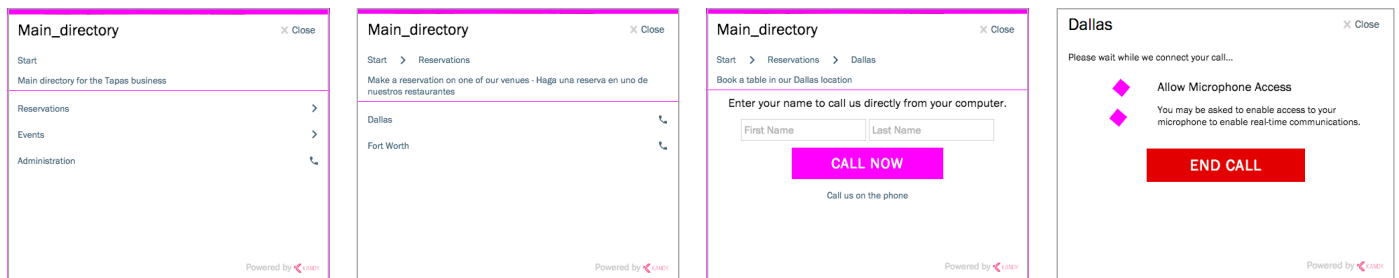 Main_directory
X Close
Start
Main directory for the Tapas business
Reservations
Events
Administration
Powered by KANDY
Main_directory
X Close
Start > Reservations
Make a reservation on one of our venues - Haga una reserva en uno de
nuestros restaurantes
Dallas
Fort Worth
Powered by KANDY
Main_directory
X Close
Start > Reservations > Dallas
Book a table in our Dallas location
Enter your name to call us directly from your computer.
First Name Last Name
CALL NOW
Call us on the phone
Powered by KANDY
Dallas
X Close
Please wait while we connect your call...
Allow Microphone Access
You may be asked to enable access to your
microphone to enable real-time communications.
END CALL
Powered by KANDY